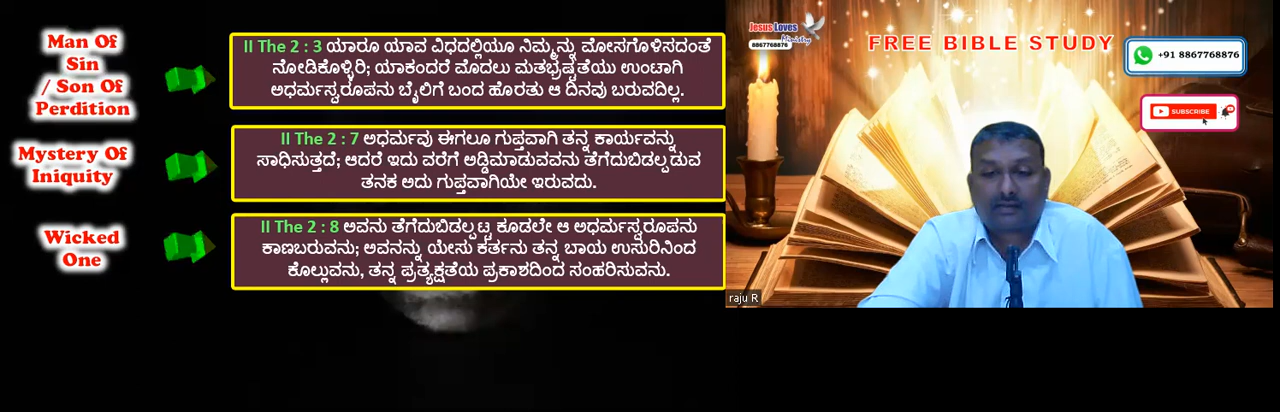 Man Of
Sin
/ Son Of
Perdition
II The 2 : 3 ಯಾರೂ ಯಾವ ವಿಧದಲ್ಲಿಯೂ ನಿಮ್ಮನ್ನು ಮೋಸಗೊಳಿಸದಂತೆ
ನೋಡಿಕೊಳ್ಳಿರಿ; ಯಾಕಂದರೆ ಮೊದಲು ಮತಭ್ರಷ್ಟತೆಯು ಉಂಟಾಗಿ
ಅಧರ್ಮಸ್ವರೂಪನು ಬೈಲಿಗೆ ಬಂದ ಹೊರತು ಆ ದಿನವು ಬರುವದಿಲ್ಲ.
Mystery Of
Iniquity
II The 2 : 7 ಅಧರ್ಮವು ಈಗಲೂ ಗುಪ್ತವಾಗಿ ತನ್ನ ಕಾರ್ಯವನ್ನು
ಸಾಧಿಸುತ್ತದೆ; ಆದರೆ ಇದು ವರೆಗೆ ಅಡ್ಡಿಮಾಡುವವನು ತೆಗೆದುಬಿಡಲ್ಪಡುವ
ತನಕ ಅದು ಗುಪ್ತವಾಗಿಯೇ ಇರುವದು.
Wicked
One
II The 2 : 8 ಅವನು ತೆಗೆದುಬಿಡಲ್ಪಟ್ಟ ಕೂಡಲೇ ಆ ಅಧರ್ಮಸ್ವರೂಪನು
ಕಾಣಬರುವನು; ಅವನನ್ನು ಯೇಸು ಕರ್ತನು ತನ್ನ ಬಾಯ ಉಸುರಿನಿಂದ
ಕೊಲ್ಲುವನು, ತನ್ನ ಪ್ರತ್ಯಕ್ಷತೆಯ ಪ್ರಕಾಶದಿಂದ ಸಂಹರಿಸುವನು.
Jesus Loves
Ministry
8867768876
FREE BIBLE STUDY
+91 8867768876
SUBSCRIBE
raju R